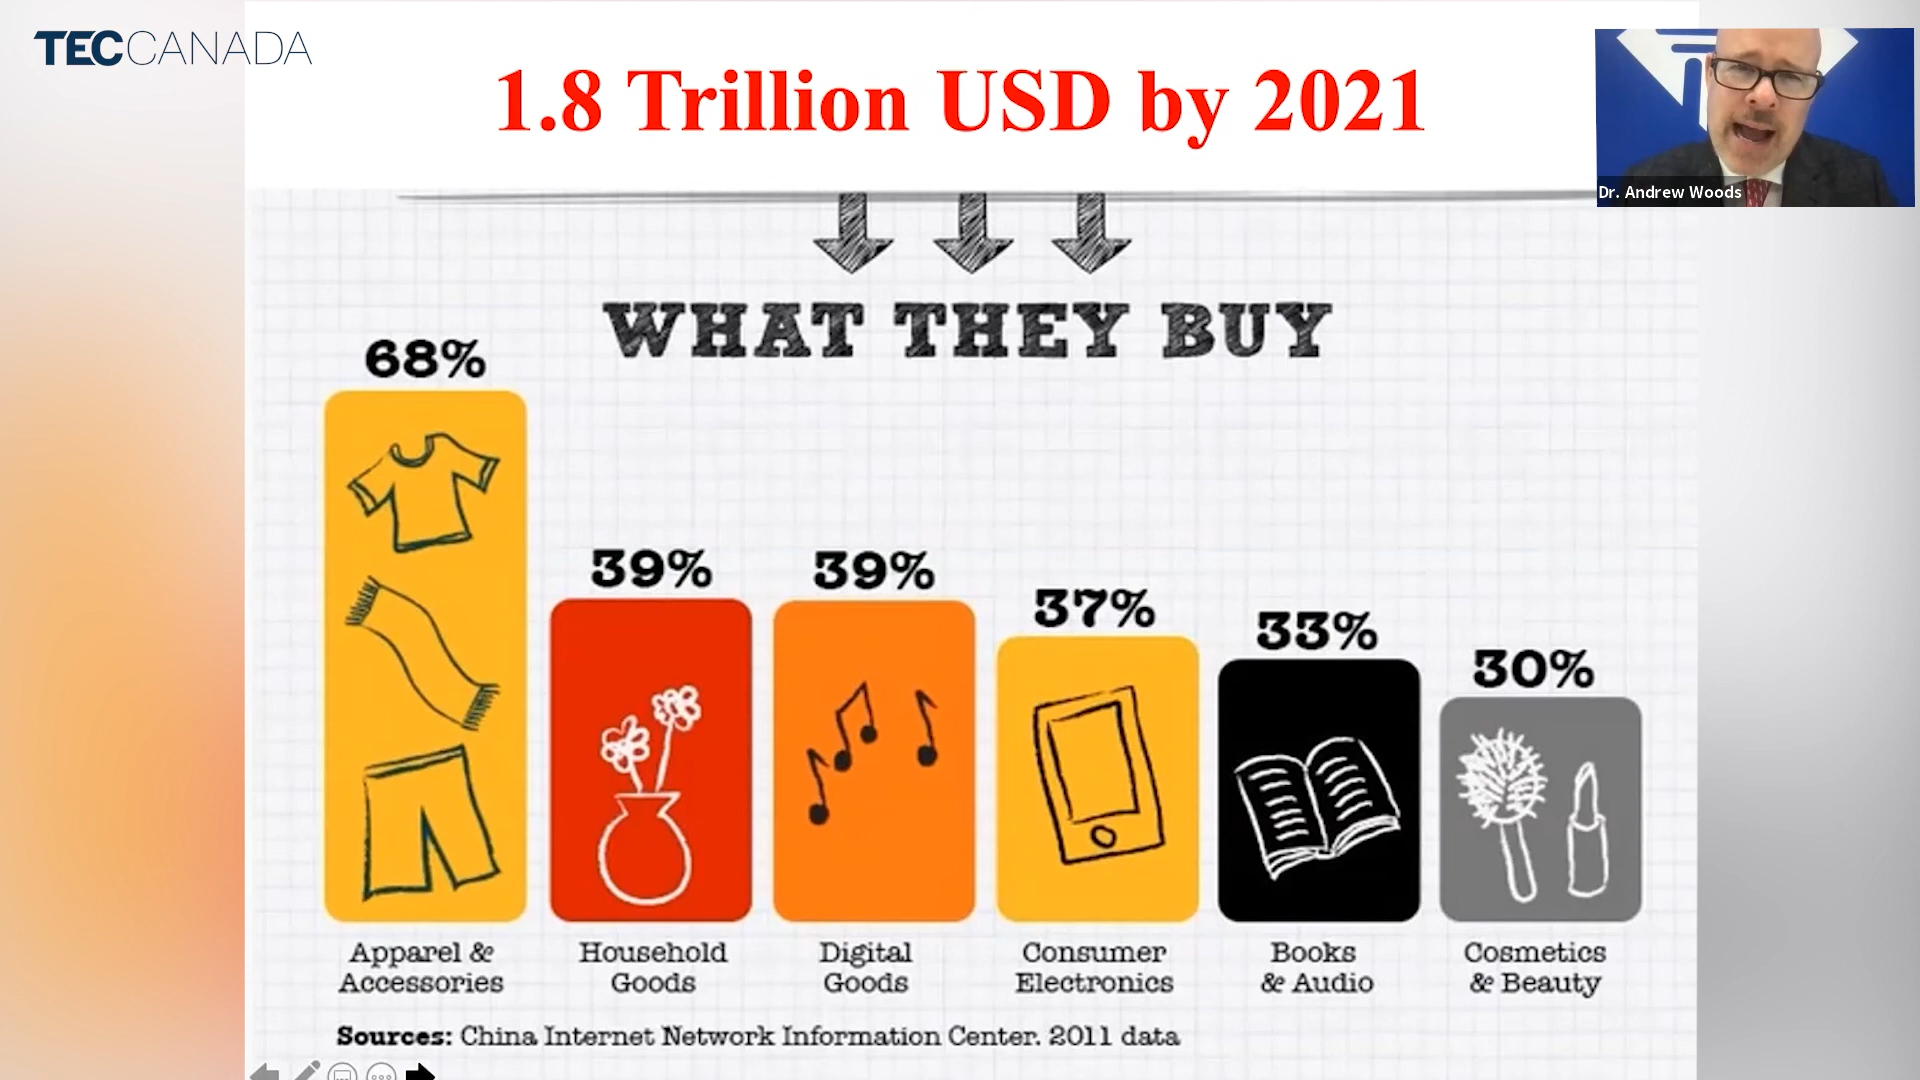 TECCANADA
1.8 Trillion USD by 2021
Dr. Andrew Woods
WHAT THEY BUY
68%
39%
39%
37%
33%
30%
Apparel &
Accessories
Household
Goods
Digital
Goods
Consumer
Electronics
Books
& Audio
Cosmetics
& Beauty
Sources: China Internet Network Information Center. 2011 data